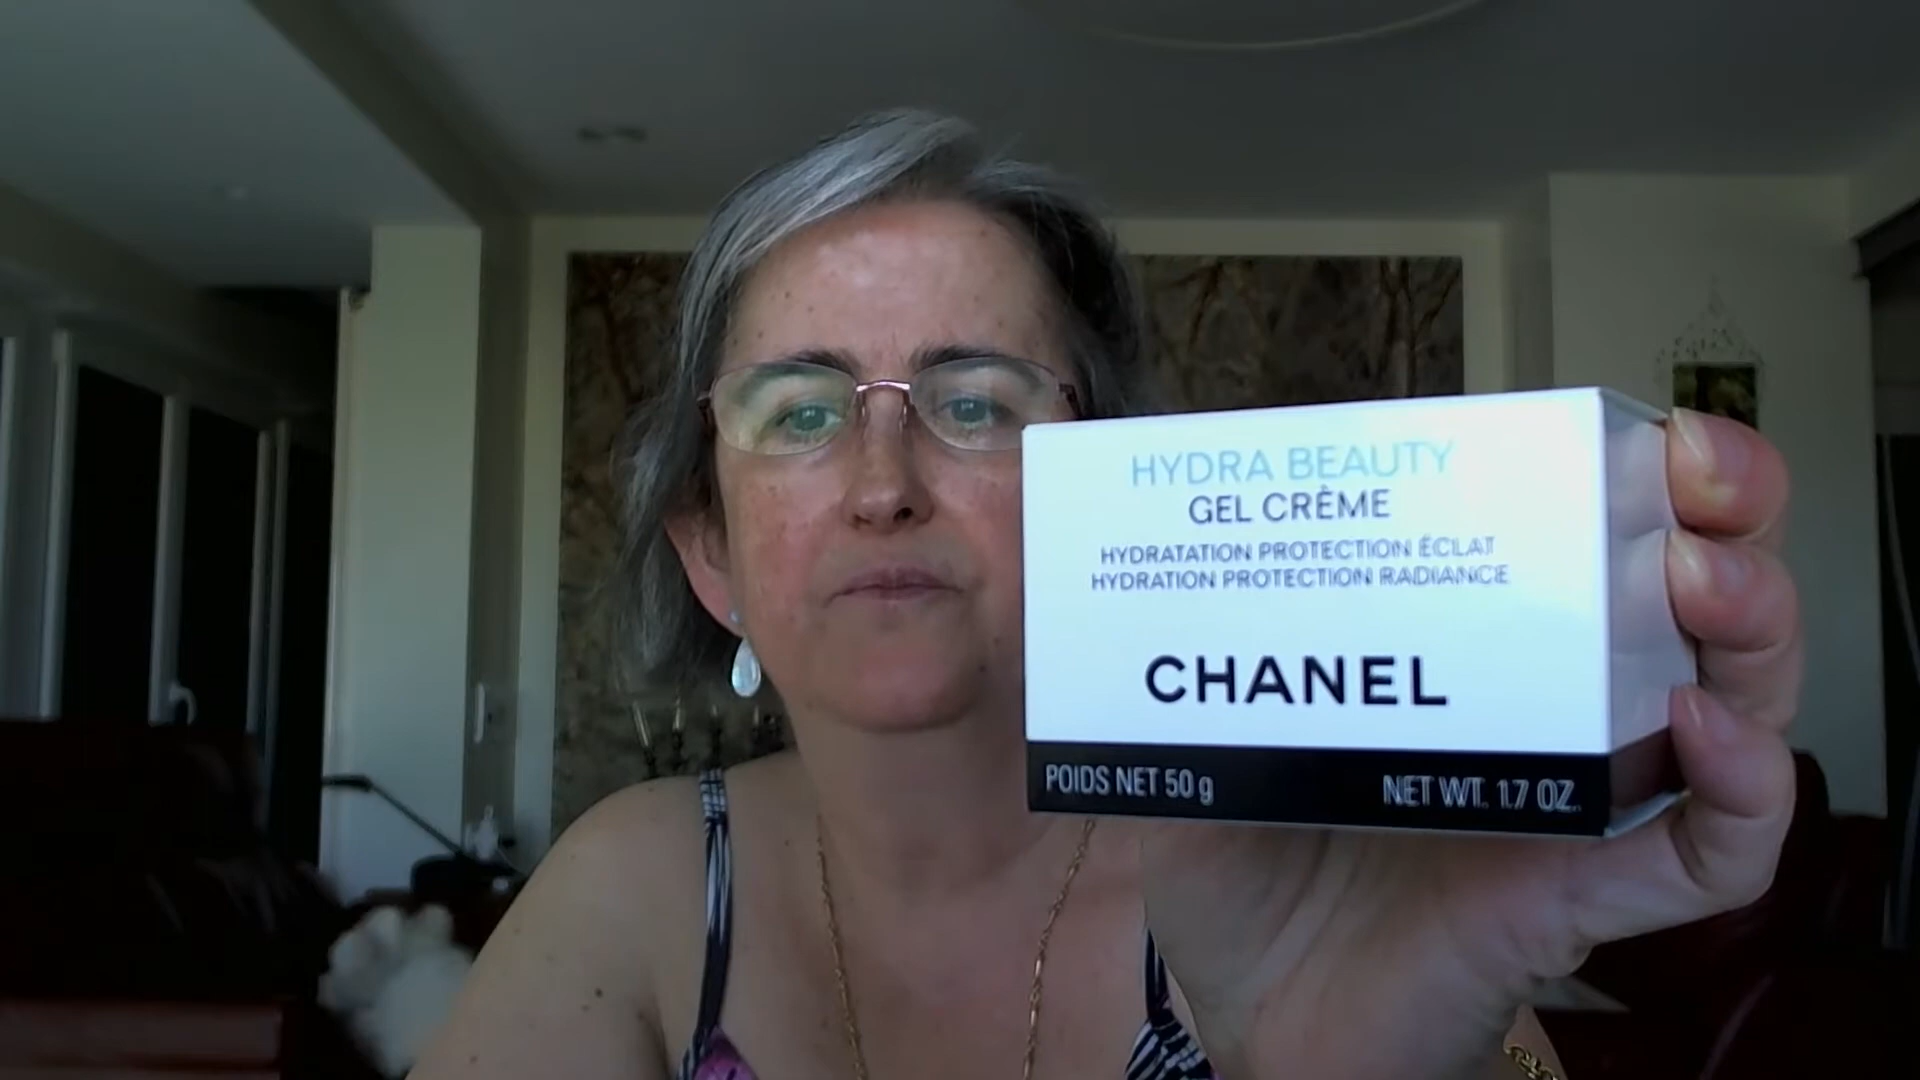 HYDRA BEAUTY
GEL CRÈME
HYDRATATION PROTECTION ÉCLAT
HYDRATION PROTECTION RADIANCE
CHANEL
POIDS NET 50 g NET WT. 1.7 OZ.